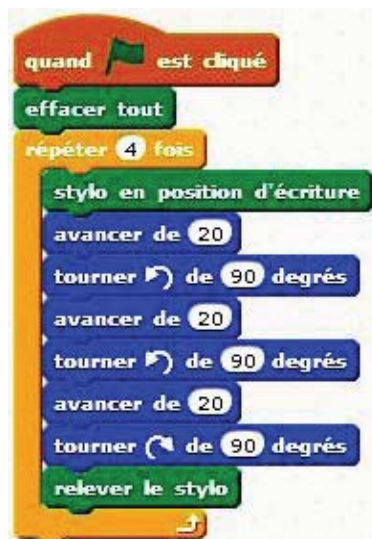 quand est cliqué
effacer tout
répéter 4 fois
stylo en position d'écriture
avancer de 20
tourner de 90 degrés
avancer de 20
tourner de 90 degrés
avancer de 20
tourner de 90 degrés
relever le stylo